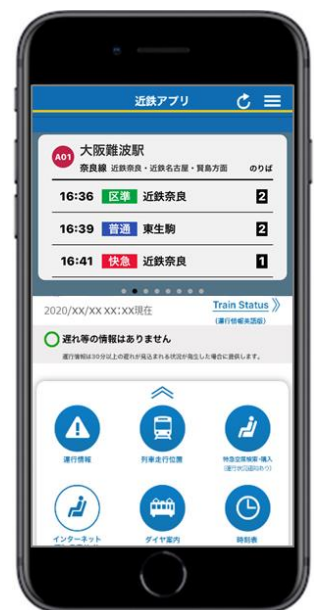 近鉄アプリ
A01 大阪難波駅
奈良線 近鉄奈良・近鉄名古屋・賢島方面 のりば
16:36 区準 近鉄奈良 2
16:39 普通 東生駒 2
16:41 快急 近鉄奈良 1
2020/XX/XX XX:XX現在
Train Status 》
(運行情報英語版)
遅れ等の情報はありません
運行情報は30分以上の遅れが見込まれる状況が発生した場合に提供します。
運行情報
列車走行位置
特急空席検索・購入
インターネット
ダイヤ案内
時刻表